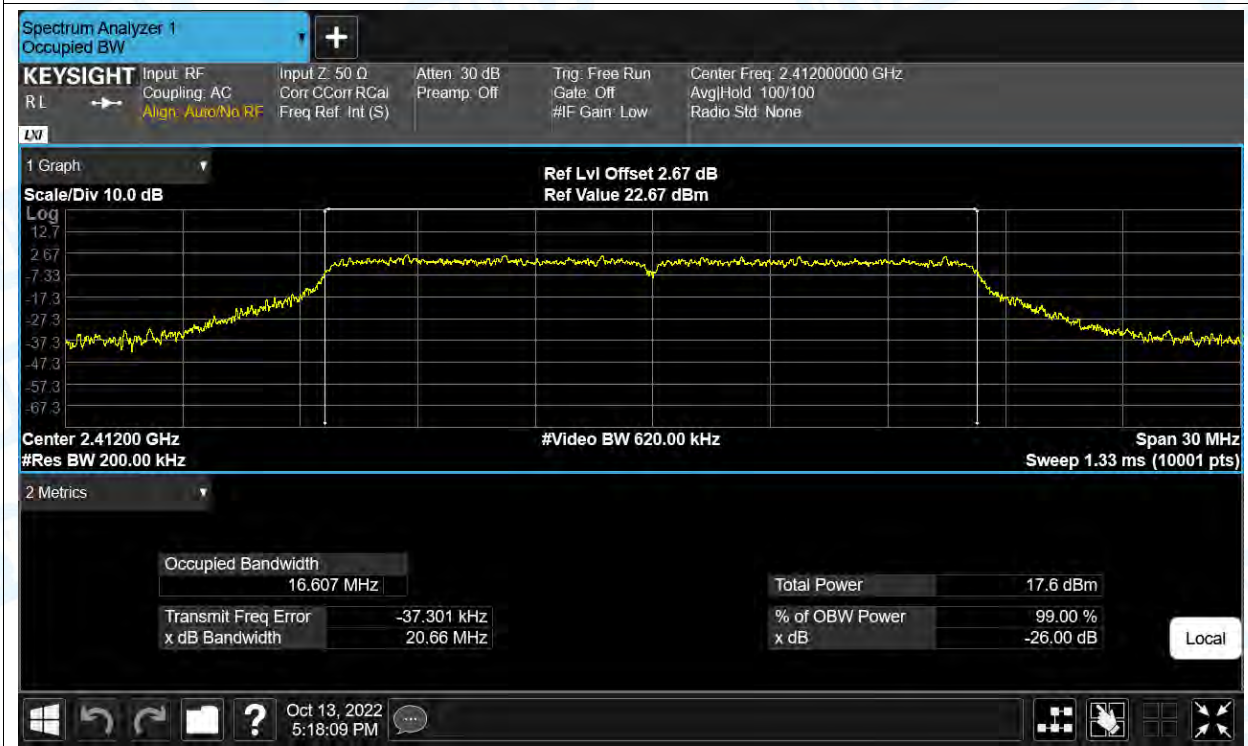 Spectrum Analyzer 1
Occupied BW
KEYSIGHT
RL
LXI
Input: RF
Coupling: AC
Align: Auto/No RF
Input Z: 50 Ω
Corr CCorr RCal
Freq Ref: Int (S)
Atten: 30 dB
Preamp: Off
Trig: Free Run
Gate: Off
#IF Gain: Low
Center Freq: 2.412000000 GHz
Avg|Hold: 100/100
Radio Std: None
1 Graph
Scale/Div 10.0 dB
Ref Lvl Offset 2.67 dB
Ref Value 22.67 dBm
Log
12.7
2.67
-7.33
-17.3
-27.3
-37.3
-47.3
-57.3
-67.3
Center 2.41200 GHz
#Video BW 620.00 kHz
Span 30 MHz
#Res BW 200.00 kHz
Sweep 1.33 ms (10001 pts)
2 Metrics
Occupied Bandwidth
16.607 MHz
Total Power 17.6 dBm
Transmit Freq Error -37.301 kHz
% of OBW Power 99.00 %
x dB Bandwidth 20.66 MHz
x dB -26.00 dB
Local
?
Oct 13, 2022
5:18:09 PM